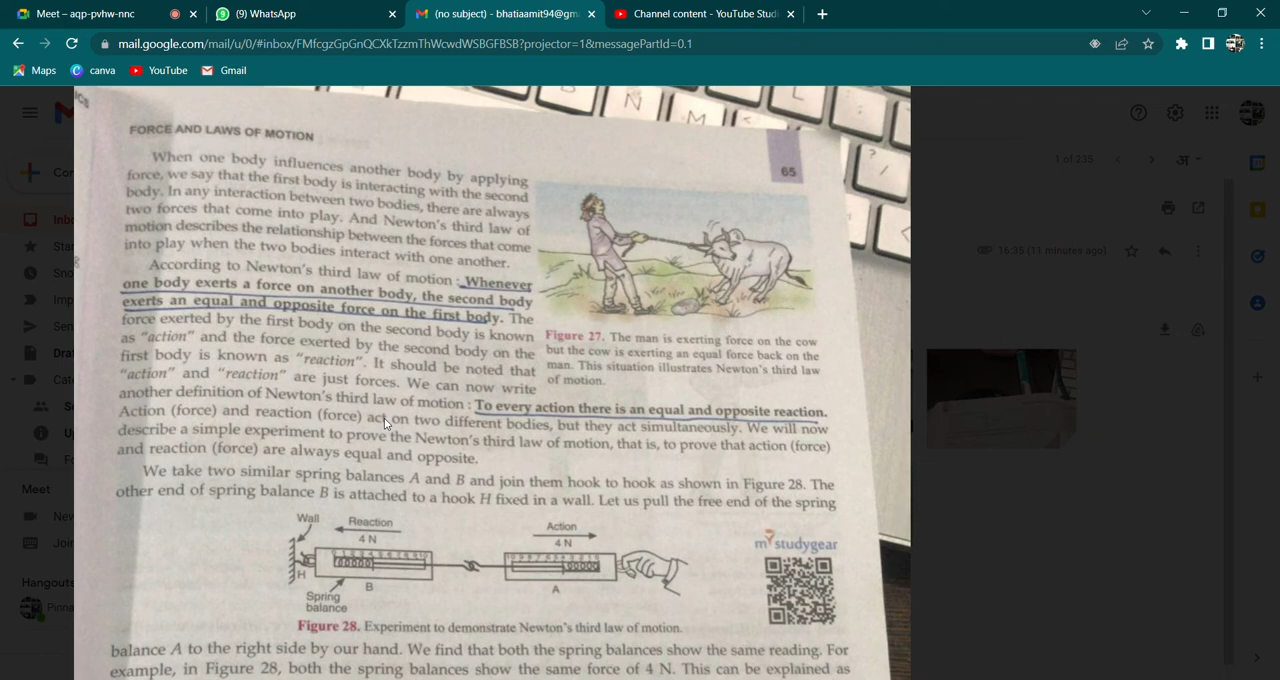 Meet – aqp-pvhw-nnc
(9) WhatsApp
(no subject) - bhatiaamit94@gm
Channel content - YouTube Studi
mail.google.com/mail/u/0/#inbox/FMfcgzGpGnQCXkTzzmThWcwdWSBGFBSB?projector=1&messagePartId=0.1
Maps
canva
YouTube
Gmail
FORCE AND LAWS OF MOTION
65
When one body influences another body by applying
force, we say that the first body is interacting with the second
body. In any interaction between two bodies, there are always
two forces that come into play. And Newton's third law of
motion describes the relationship between the forces that come
into play when the two bodies interact with one another.
According to Newton's third law of motion : Whenever
one body exerts a force on another body, the second body
exerts an equal and opposite force on the first body. The
force exerted by the first body on the second body is known
as "action" and the force exerted by the second body on the
first body is known as "reaction". It should be noted that
"action" and "reaction" are just forces. We can now write
another definition of Newton's third law of motion : To every action there is an equal and opposite reaction.
Action (force) and reaction (force) act on two different bodies, but they act simultaneously. We will now
describe a simple experiment to prove the Newton's third law of motion, that is, to prove that action (force)
and reaction (force) are always equal and opposite.
Figure 27. The man is exerting force on the cow
but the cow is exerting an equal force back on the
man. This situation illustrates Newton's third law
of motion.
We take two similar spring balances A and B and join them hook to hook as shown in Figure 28. The
other end of spring balance B is attached to a hook H fixed in a wall. Let us pull the free end of the spring
Wall
Reaction
4 N
Action
4 N
H
B
A
Spring
balance
studygear
Figure 28. Experiment to demonstrate Newton's third law of motion.
balance A to the right side by our hand. We find that both the spring balances show the same reading. For
example, in Figure 28, both the spring balances show the same force of 4 N. This can be explained as
N
M
L
1 of 235
अ
16:35 (11 minutes ago)
Meet
Hangouts